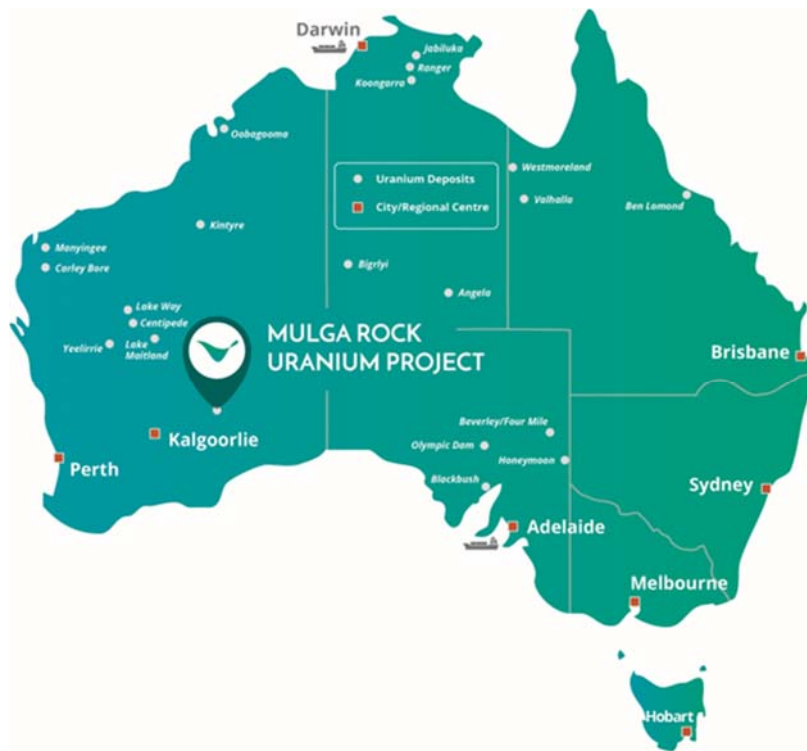 Darwin
Jabiluka
Ranger
Koongarra
Oobagooma
Uranium Deposits
City/Regional Centre
Westmoreland
Valhalla
Ben Lomond
Kintyre
Manyingee
Carley Bore
Bigrlyi
Angela
Lake Way
Centipede
Yeelirrie
Lake
Maitland
MULGA ROCK
URANIUM PROJECT
Brisbane
Kalgoorlie
Perth
Beverley/Four Mile
Olympic Dam
Honeymoon
Blackbush
Sydney
Adelaide
Melbourne
Hobart